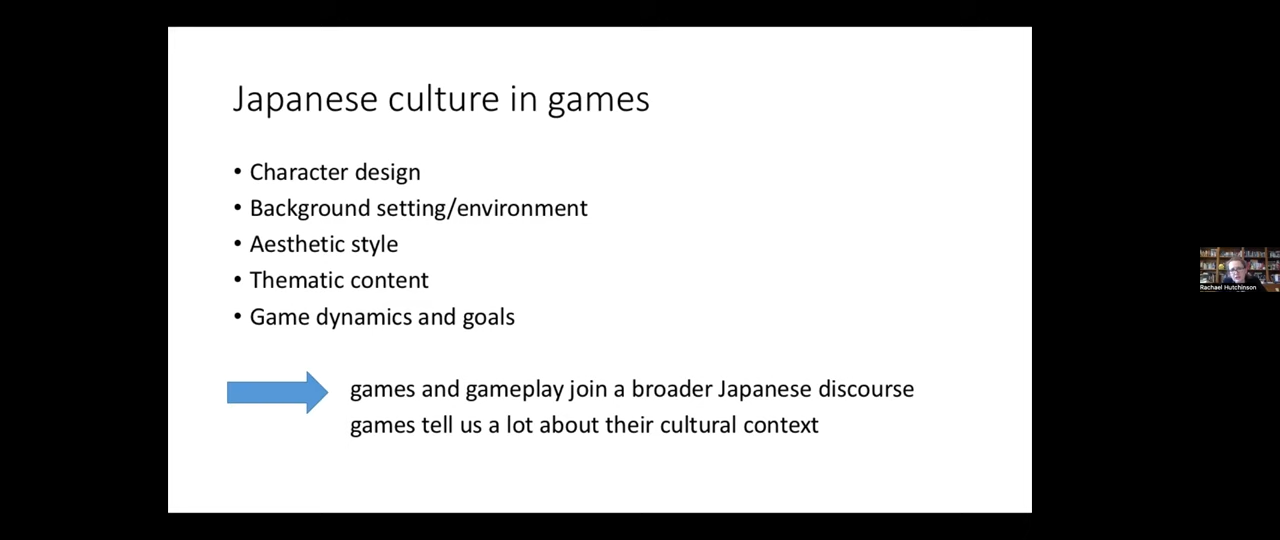 Japanese culture in games
• Character design
• Background setting/environment
• Aesthetic style
• Thematic content
• Game dynamics and goals
games and gameplay join a broader Japanese discourse
games tell us a lot about their cultural context
Rachael Hutchinson